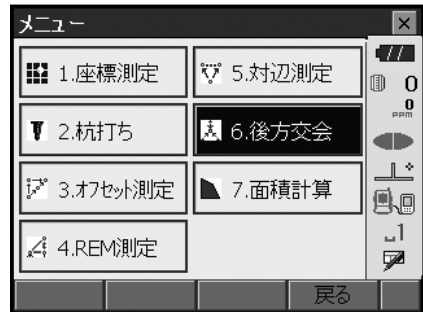 メニュー
1.座標測定
5.対辺測定
2.杭打ち
6.後方交会
3.オフセット測定
7.面積計算
4.REM測定
0
0
ppm
1
戻る